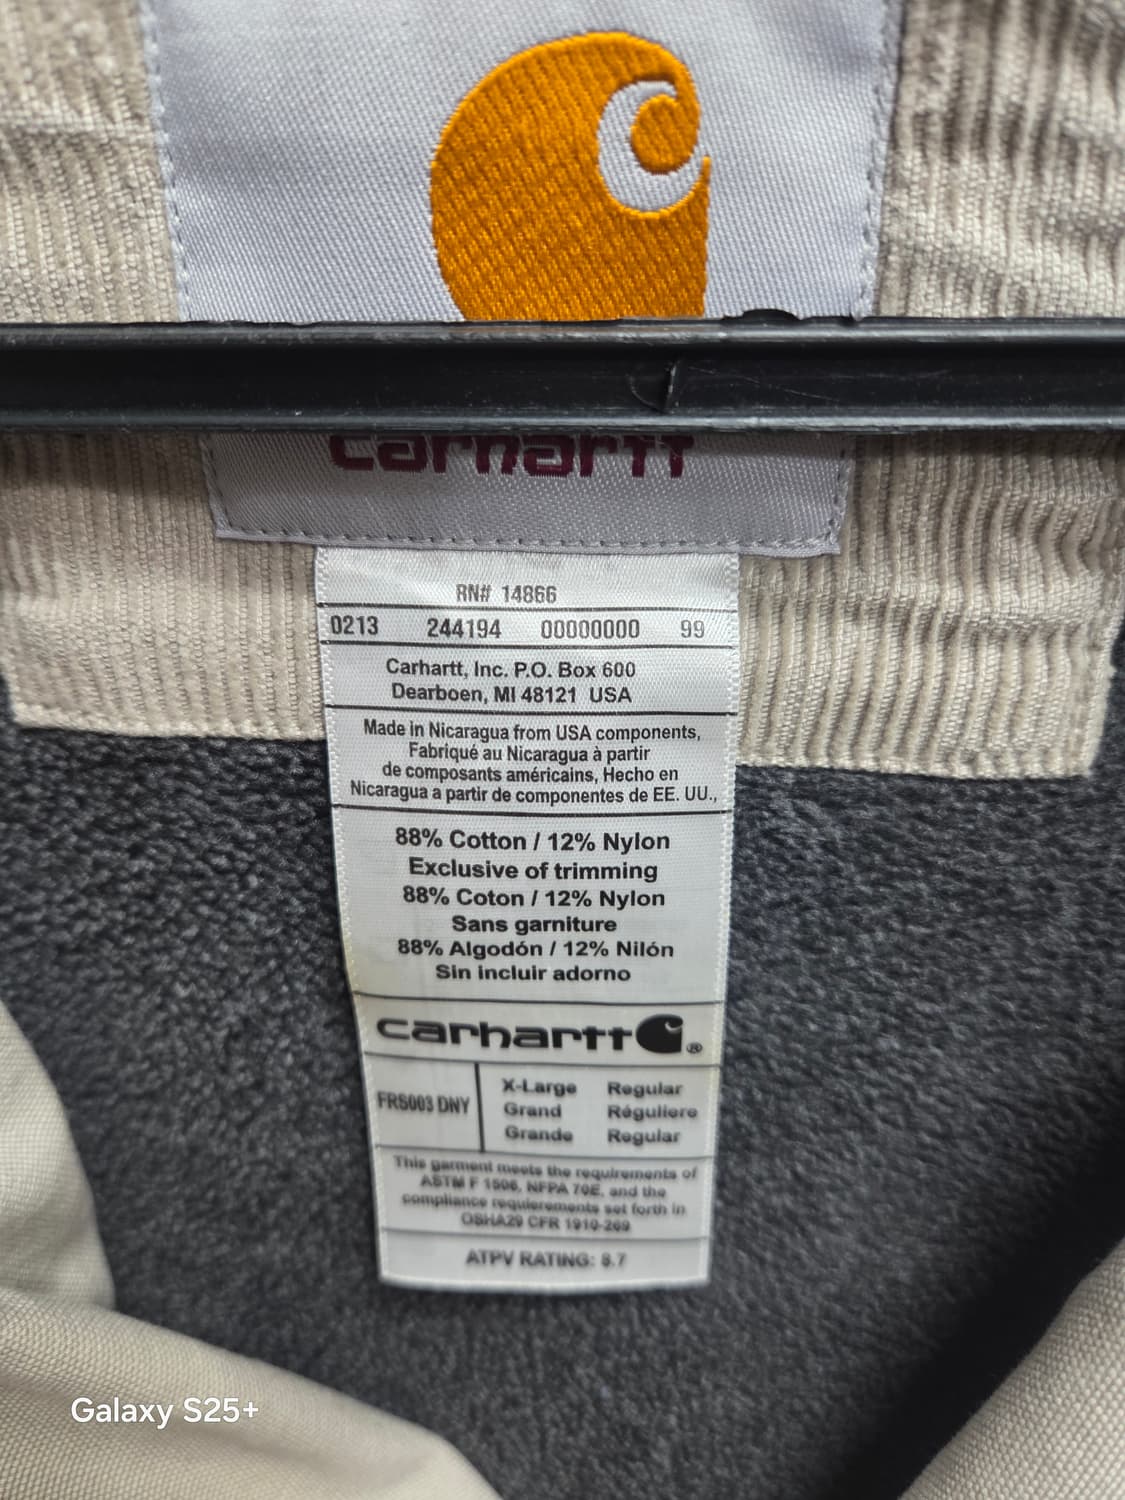 carhartt
RN# 14866
0213 244194 00000000 99
Carhartt, Inc. P.O. Box 600
Dearboen, MI 48121 USA
Made in Nicaragua from USA components,
Fabriqué au Nicaragua à partir
de composants américains, Hecho en
Nicaragua a partir de componentes de EE. UU.,
88% Cotton / 12% Nylon
Exclusive of trimming
88% Coton / 12% Nylon
Sans garniture
88% Algodón / 12% Nilón
Sin incluir adorno
carhartt ®
FRS003 DNY
X-Large Regular
Grand Réguliere
Grande Regular
This garment meets the requirements of
ASTM F 1506, NFPA 70E, and the
compliance requierements set forth in
OSHA29 CFR 1910-269
ATPV RATING: 8.7
Galaxy S25+